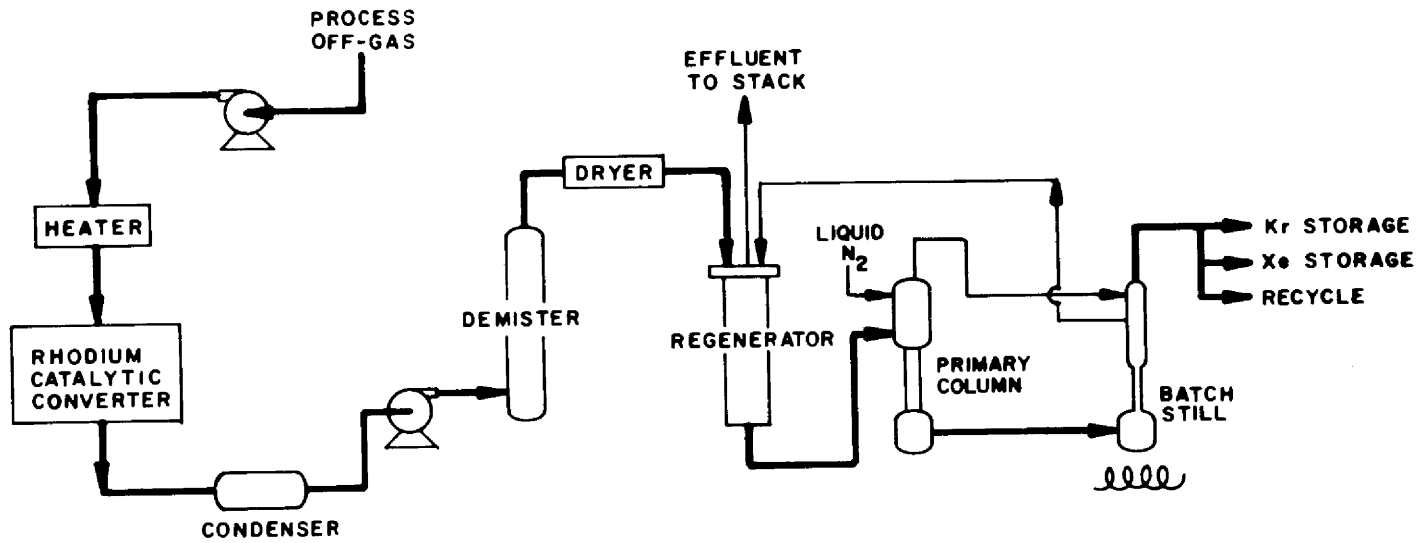 PROCESS
OFF-GAS
EFFLUENT
TO STACK
DRYER
HEATER
LIQUID
N2
Kr STORAGE
Xe STORAGE
RECYCLE
DEMISTER
REGENERATOR
RHODIUM
CATALYTIC
CONVERTER
PRIMARY
COLUMN
BATCH
STILL
CONDENSER